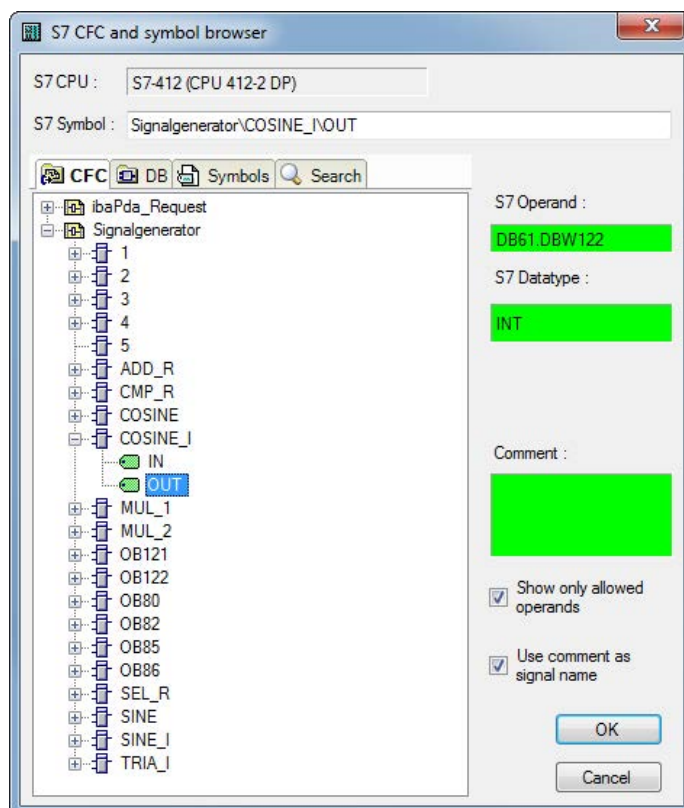 S7 CFC and symbol browser
S7 CPU :
S7-412 (CPU 412-2 DP)
S7 Symbol :
Signalgenerator\COSINE_I\OUT
CFC
DB
Symbols
Search
ibaPda_Request
Signalgenerator
1
2
3
4
5
ADD_R
CMP_R
COSINE
COSINE_I
IN
OUT
MUL_1
MUL_2
OB121
OB122
OB80
OB82
OB85
OB86
SEL_R
SINE
SINE_I
TRIA_I
S7 Operand :
DB61.DBW122
S7 Datatype :
INT
Comment :
Show only allowed
operands
Use comment as
signal name
OK
Cancel